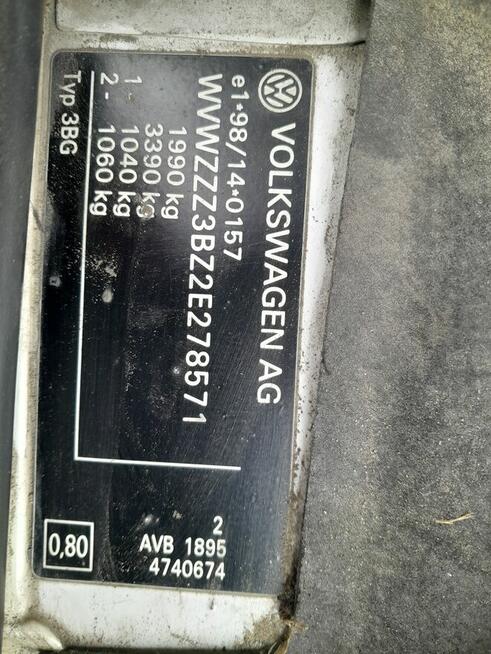 VOLKSWAGEN AG
e1*98/14*0157
WVWZZZ3BZ2E278571
1990 kg
3390 kg
1- 1040 kg
2- 1060 kg
Typ 3BG
2
AVB 1895
4740674
0,80